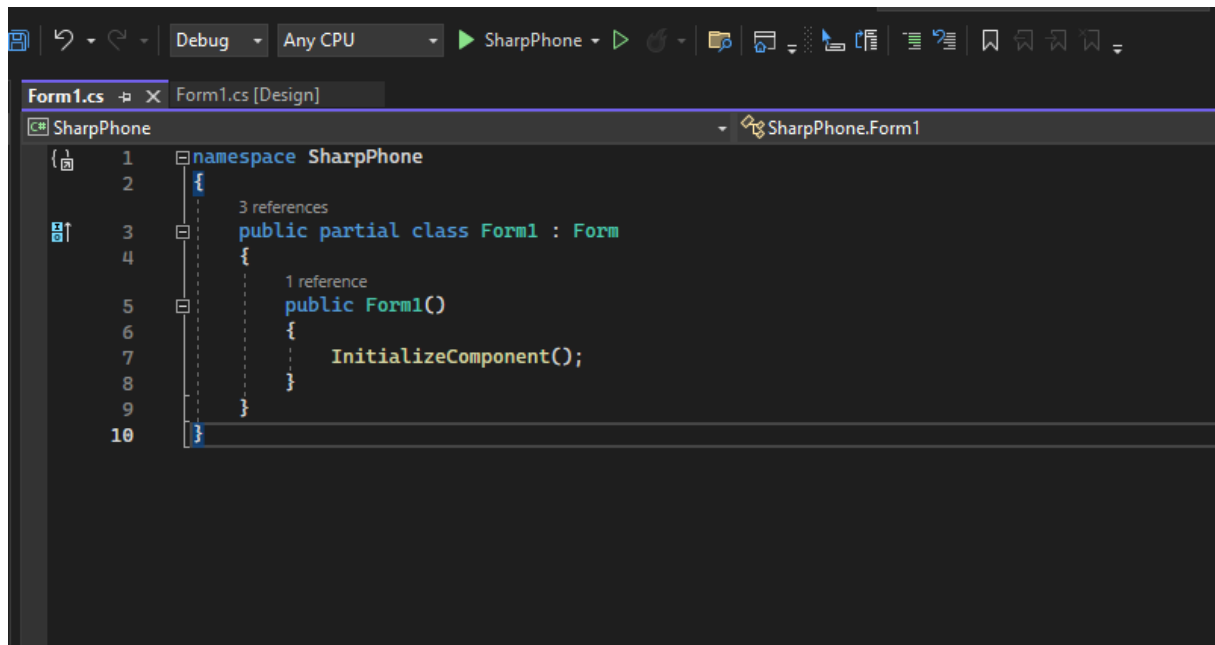 Debug Any CPU SharpPhone
Form1.cs Form1.cs [Design]
C# SharpPhone SharpPhone.Form1
1 namespace SharpPhone
2 {
3 references
3 public partial class Form1 : Form
4 {
1 reference
5 public Form1()
6 {
7 InitializeComponent();
8 }
9 }
10 }